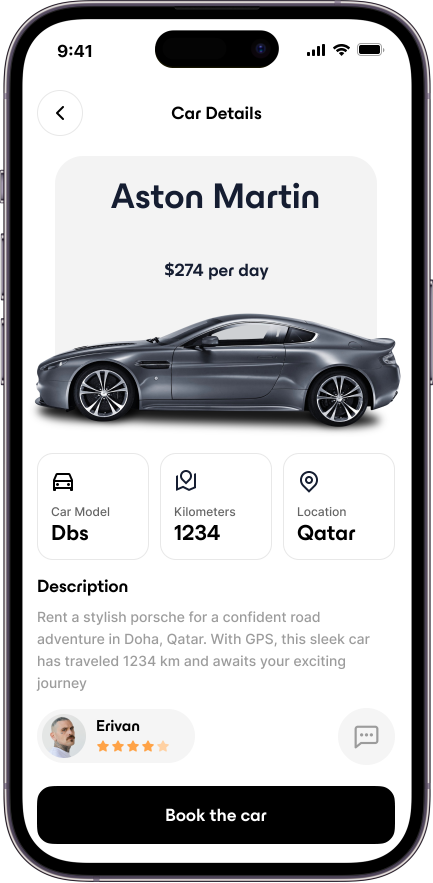 9:41
Car Details
Aston Martin
$274 per day
Car Model
Dbs
Kilometers
1234
Location
Qatar
Description
Rent a stylish porsche for a confident road
adventure in Doha, Qatar. With GPS, this sleek car
has traveled 1234 km and awaits your exciting
journey
Erivan
Book the car